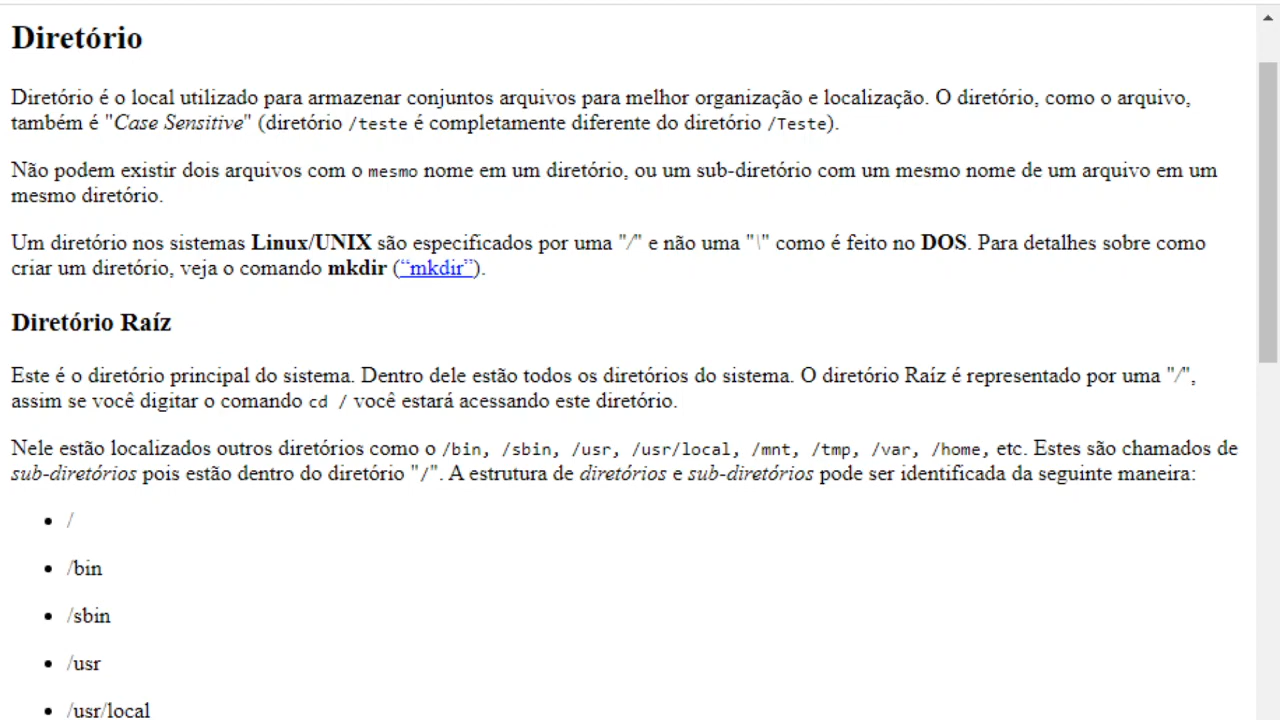 Diretório
Diretório é o local utilizado para armazenar conjuntos arquivos para melhor organização e localização. O diretório, como o arquivo,
também é "Case Sensitive" (diretório /teste é completamente diferente do diretório /Teste).
Não podem existir dois arquivos com o mesmo nome em um diretório, ou um sub-diretório com um mesmo nome de um arquivo em um
mesmo diretório.
Um diretório nos sistemas Linux/UNIX são especificados por uma "/" e não uma "\" como é feito no DOS. Para detalhes sobre como
criar um diretório, veja o comando mkdir (“mkdir”).
Diretório Raíz
Este é o diretório principal do sistema. Dentro dele estão todos os diretórios do sistema. O diretório Raíz é representado por uma "/",
assim se você digitar o comando cd / você estará acessando este diretório.
Nele estão localizados outros diretórios como o /bin, /sbin, /usr, /usr/local, /mnt, /tmp, /var, /home, etc. Estes são chamados de
sub-diretórios pois estão dentro do diretório "/". A estrutura de diretórios e sub-diretórios pode ser identificada da seguinte maneira:
• /
• /bin
• /sbin
• /usr
• /usr/local